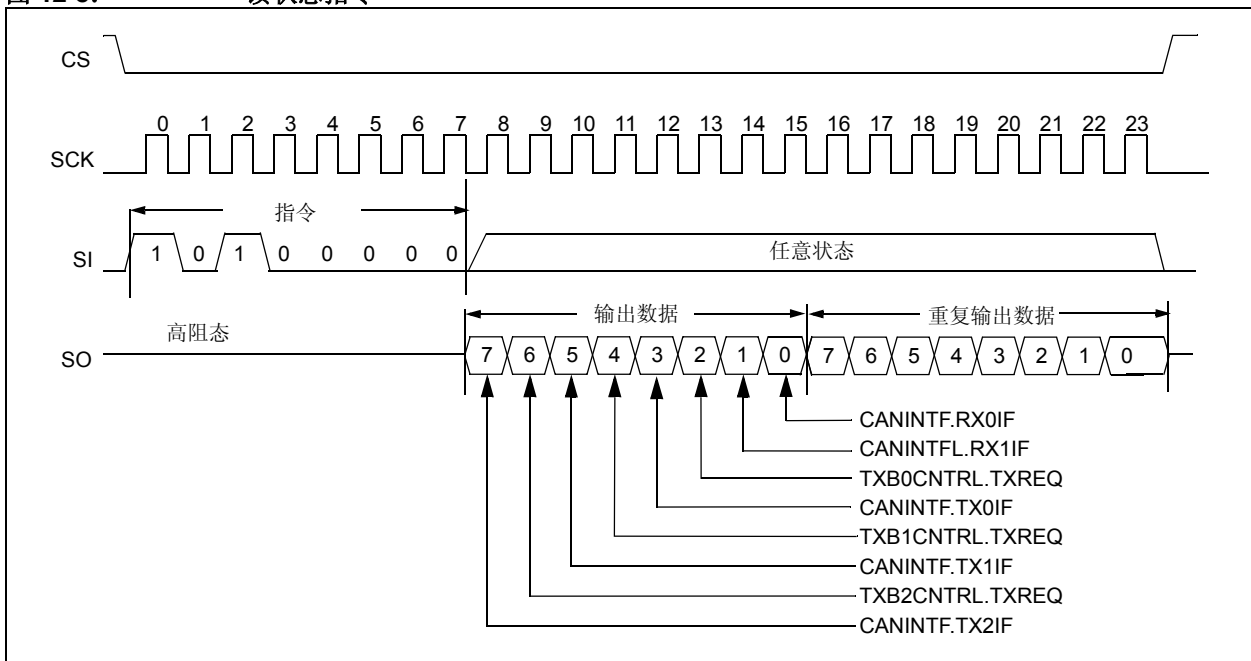 CS
0 1 2 3 4 5 6 7 8 9 10 11 12 13 14 15 16 17 18 19 20 21 22 23
SCK
指令
SI 1 0 1 0 0 0 0 0 任意状态
高阻态 输出数据 重复输出数据
SO 7 6 5 4 3 2 1 0 7 6 5 4 3 2 1 0
CANINTF.RX0IF
CANINTFL.RX1IF
TXB0CNTRL.TXREQ
CANINTF.TX0IF
TXB1CNTRL.TXREQ
CANINTF.TX1IF
TXB2CNTRL.TXREQ
CANINTF.TX2IF